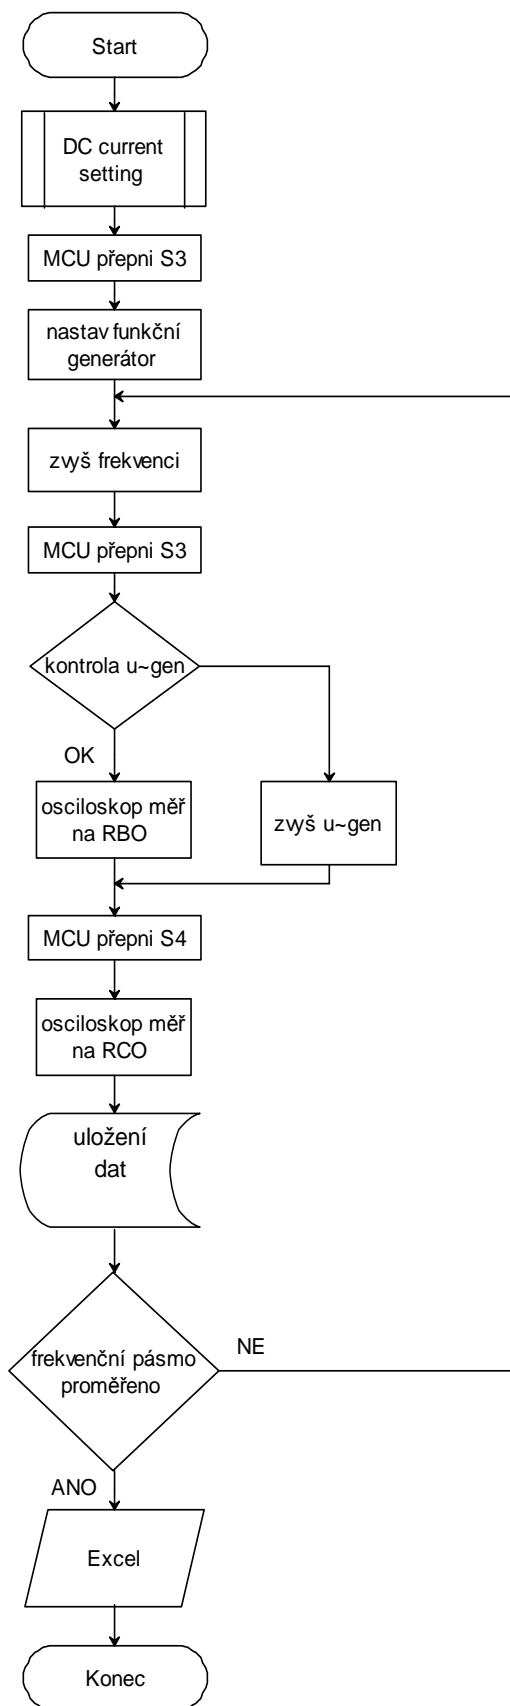 Start
DC current
setting
MCU přepni S3
nastav funkční
generátor
zvyš frekvenci
MCU přepni S3
kontrola u~gen
OK
osciloskop měř
na RBO
zvyš u~gen
MCU přepni S4
osciloskop měř
na RCO
uložení
dat
frekvenční pásmo
proměřeno
NE
ANO
Excel
Konec